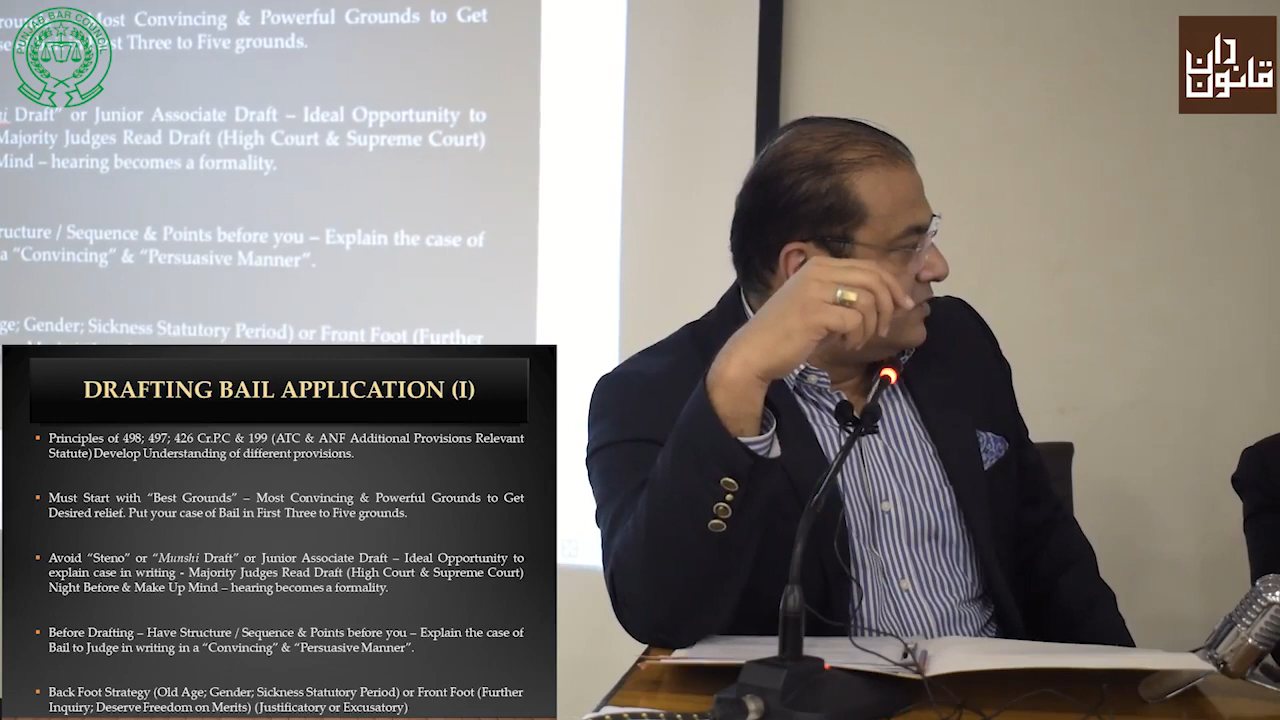 PUNJAB BAR COUNCIL
قانون دان
Most Convincing & Powerful Grounds to Get
st Three to Five grounds.
Draft” or Junior Associate Draft – Ideal Opportunity to
Majority Judges Read Draft (High Court & Supreme Court)
Mind – hearing becomes a formality.
ructure / Sequence & Points before you – Explain the case of
a “Convincing” & “Persuasive Manner”.
ge; Gender; Sickness Statutory Period) or Front Foot (Further
DRAFTING BAIL APPLICATION (I)
▪ Principles of 498; 497; 426 Cr.P.C & 199 (ATC & ANF Additional Provisions Relevant
Statute) Develop Understanding of different provisions.
▪ Must Start with “Best Grounds” – Most Convincing & Powerful Grounds to Get
Desired relief. Put your case of Bail in First Three to Five grounds.
▪ Avoid “Steno” or “Munshi Draft” or Junior Associate Draft – Ideal Opportunity to
explain case in writing - Majority Judges Read Draft (High Court & Supreme Court)
Night Before & Make Up Mind – hearing becomes a formality.
▪ Before Drafting – Have Structure / Sequence & Points before you – Explain the case of
Bail to Judge in writing in a “Convincing” & “Persuasive Manner”.
▪ Back Foot Strategy (Old Age; Gender; Sickness Statutory Period) or Front Foot (Further
Inquiry; Deserve Freedom on Merits) (Justificatory or Excusatory)